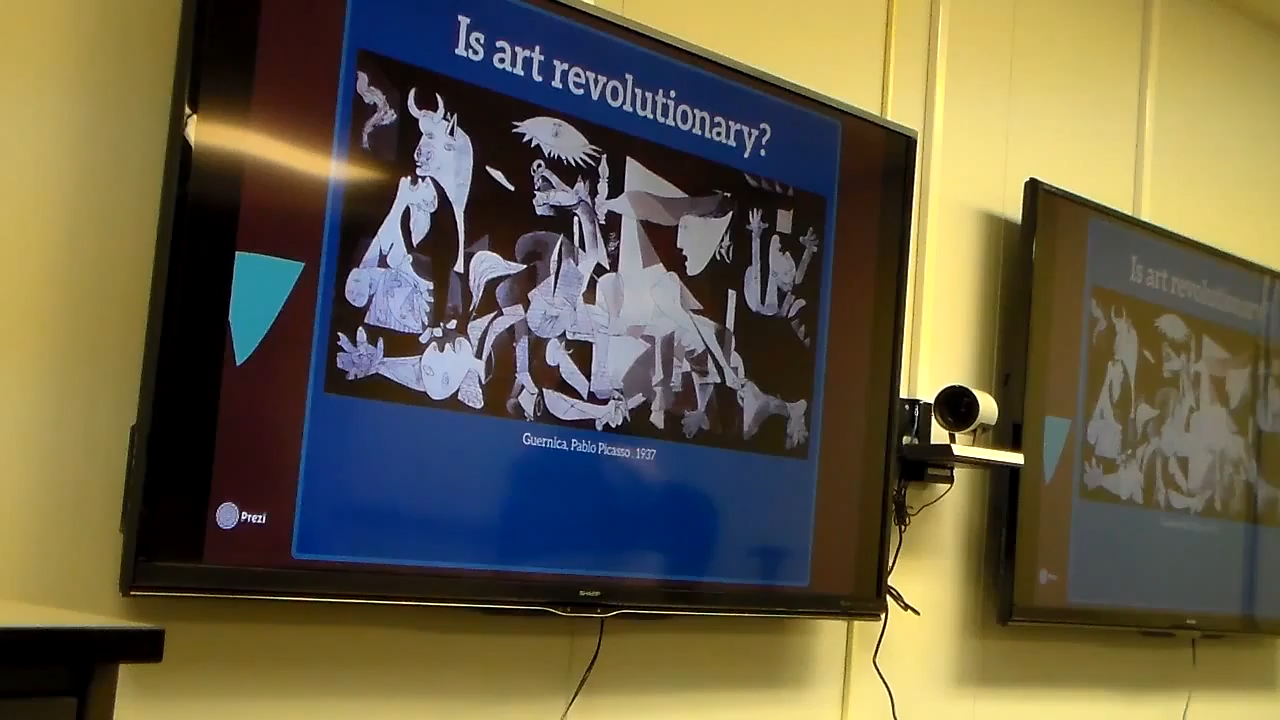 Is art revolutionary?
Guernica, Pablo Picasso . 1937
Prezi
SHARP
Is art revolutionary?